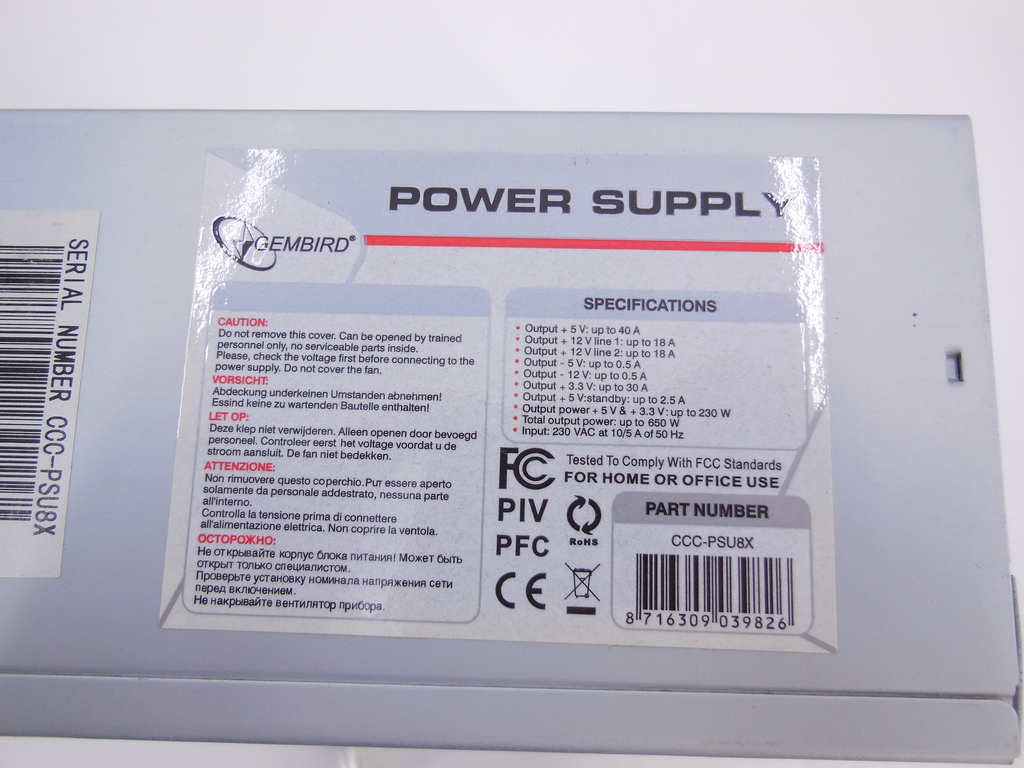 SERIAL NUMBER CCC-PSU8X
POWER SUPPLY
GEMBIRD®
CAUTION:
Do not remove this cover. Can be opened by trained
personnel only, no serviceable parts inside.
Please, check the voltage first before connecting to the
power supply. Do not cover the fan.
VORSICHT:
Abdeckung underkeinen Umstanden abnehmen!
Essind keine zu wartenden Bautelle enthalten!
LET OP:
Deze klep niet verwijderen. Alleen openen door bevoegd
personeel. Controleer eerst het voltage voordat u de
stroom aansluit. De fan niet bedekken.
ATTENZIONE:
Non rimuovere questo coperchio.Pur essere aperto
solamente da personale addestrato, nessuna parte
all'interno.
Controlla la tensione prima di connettere
all'alimentazione elettrica. Non coprire la ventola.
ОСТОРОЖНО:
Не открывайте корпус блока питания! Может быть
открыт только специалистом.
Проверьте установку номинала напряжения сети
перед включением.
Не накрывайте вентилятор прибора.
SPECIFICATIONS
• Output + 5 V: up to 40 A
• Output + 12 V line 1: up to 18 A
• Output + 12 V line 2: up to 18 A
• Output - 5 V: up to 0.5 A
• Output - 12 V: up to 0.5 A
• Output + 3.3 V: up to 30 A
• Output + 5 V:standby: up to 2.5 A
• Output power + 5 V & + 3.3 V: up to 230 W
• Total output power: up to 650 W
• Input: 230 VAC at 10/5 A of 50 Hz
FC Tested To Comply With FCC Standards
FOR HOME OR OFFICE USE
PIV
RoHS
PFC
CE
PART NUMBER
CCC-PSU8X
8 716309 039826